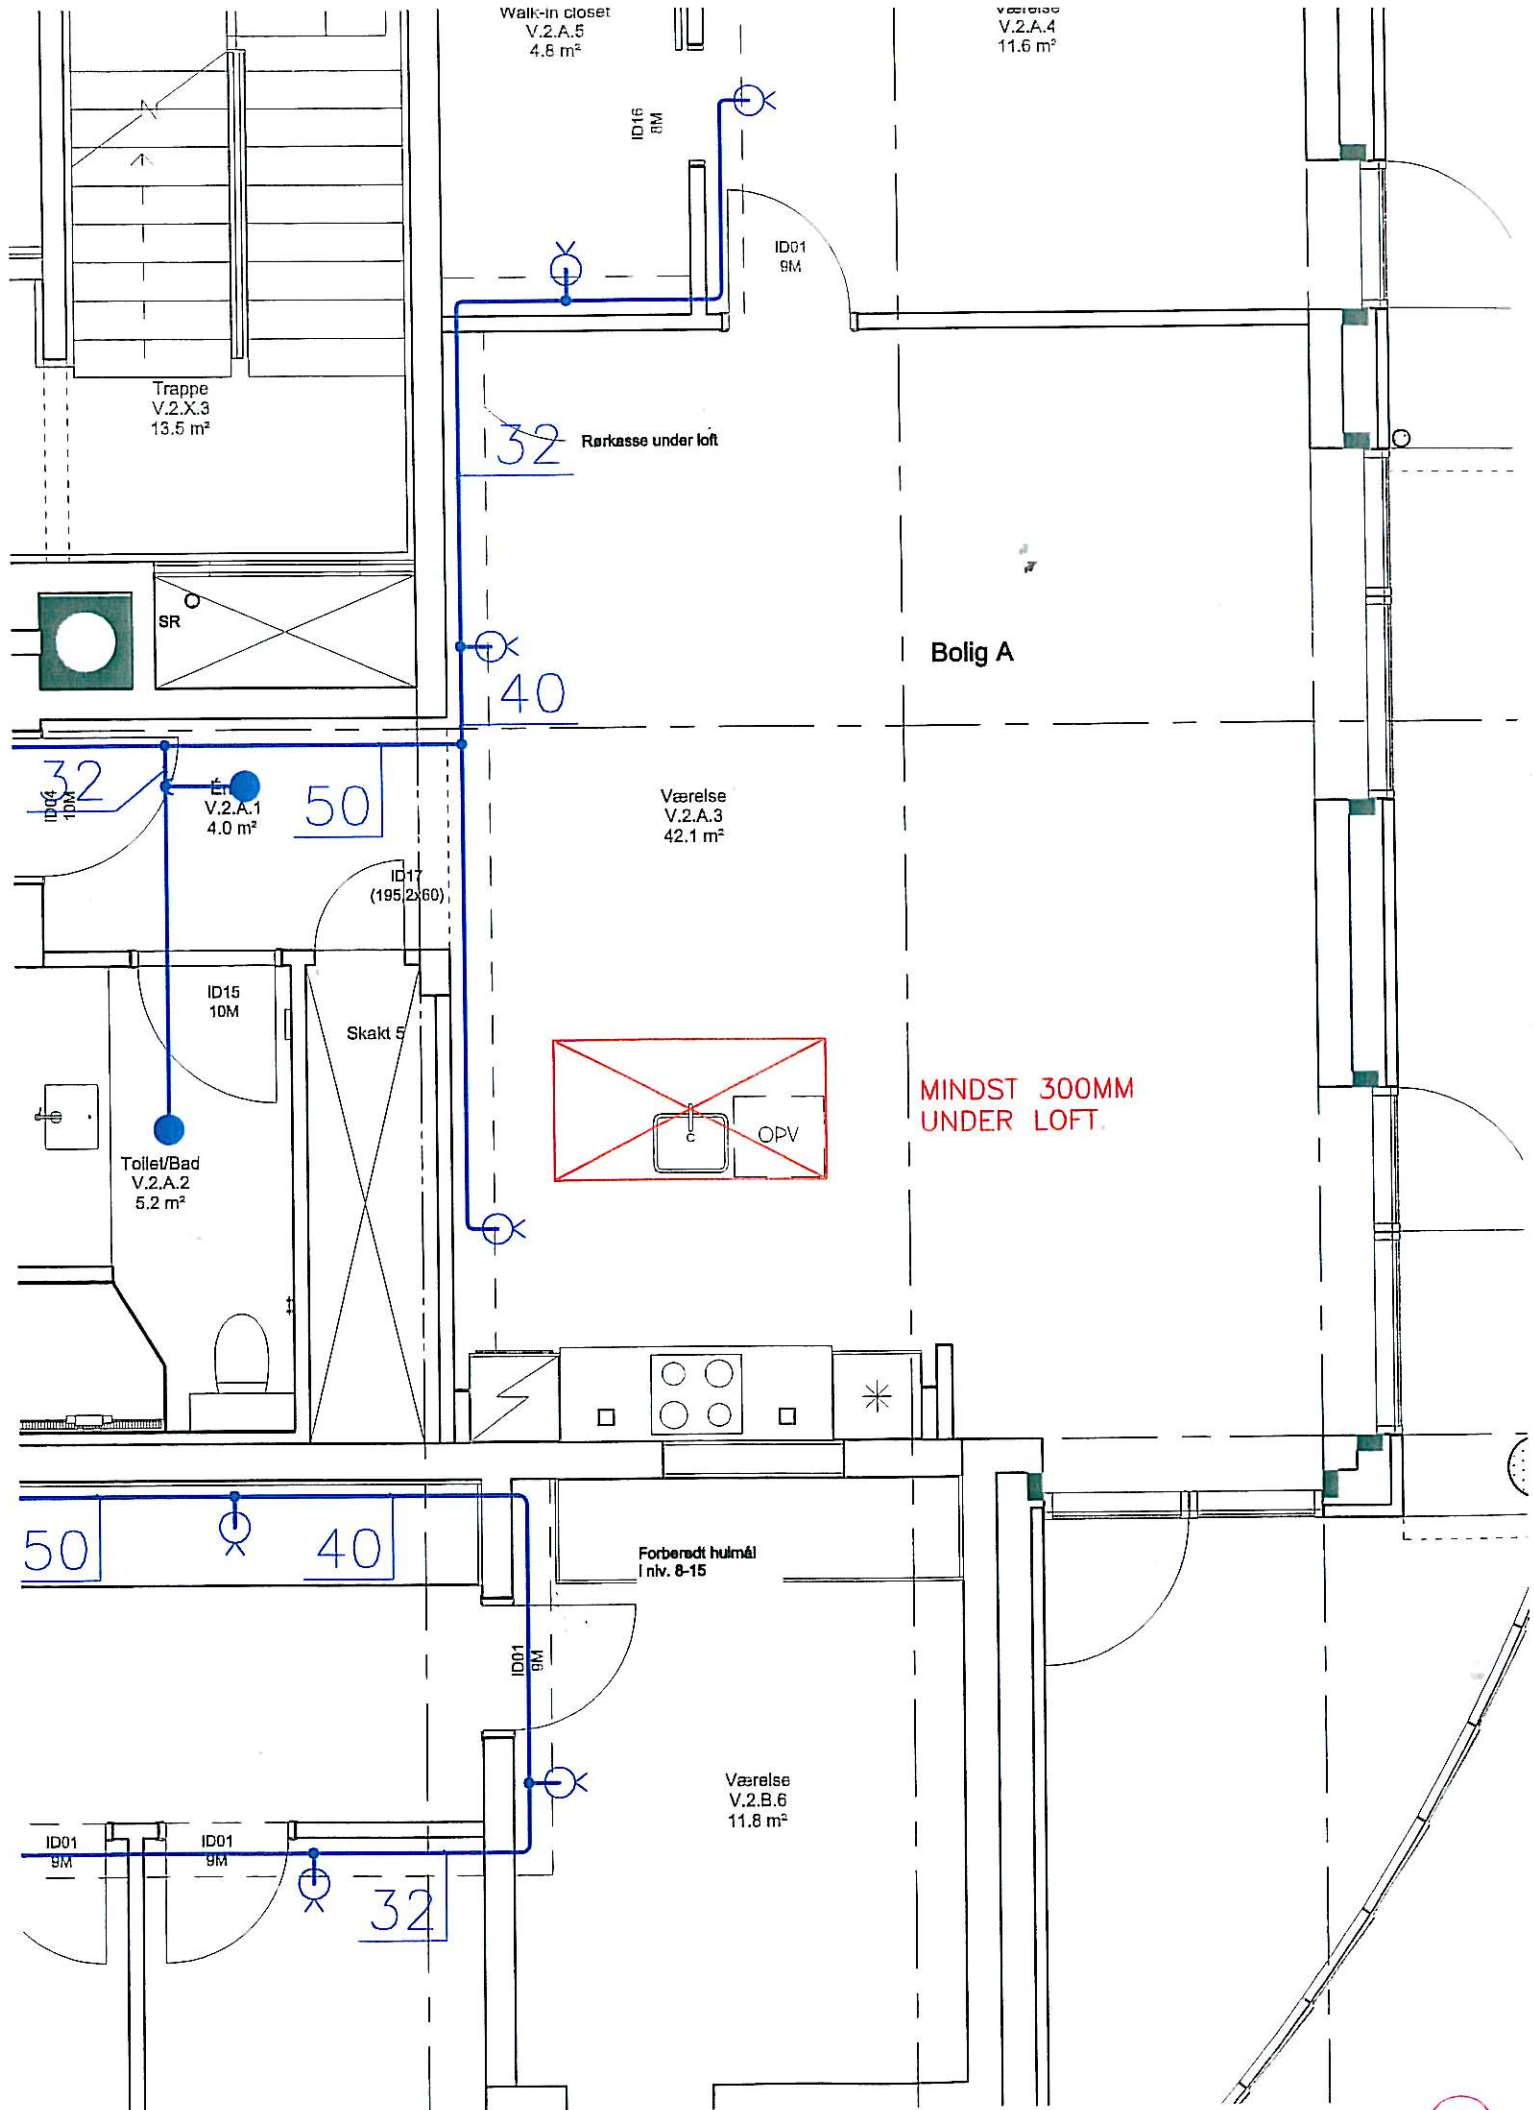 Walk-in closet
V.2.A.5
4.8 m²
Værelse
V.2.A.4
11.6 m²
ID16
8M
ID01
9M
Trappe
V.2.X.3
13.5 m²
32
Rørkasse under loft
SR
Bolig A
40
32
ID04
10M
V.2.A.1
4.0 m²
50
Værelse
V.2.A.3
42.1 m²
ID17
(195,2x60)
ID15
10M
Skakt 5
MINDST 300MM
UNDER LOFT.
C
OPV
Toilet/Bad
V.2.A.2
5.2 m²
50
40
Forberedt hulmål
i niv. 8-15
ID01
9M
Værelse
V.2.B.6
11.8 m²
ID01
9M
ID01
9M
32